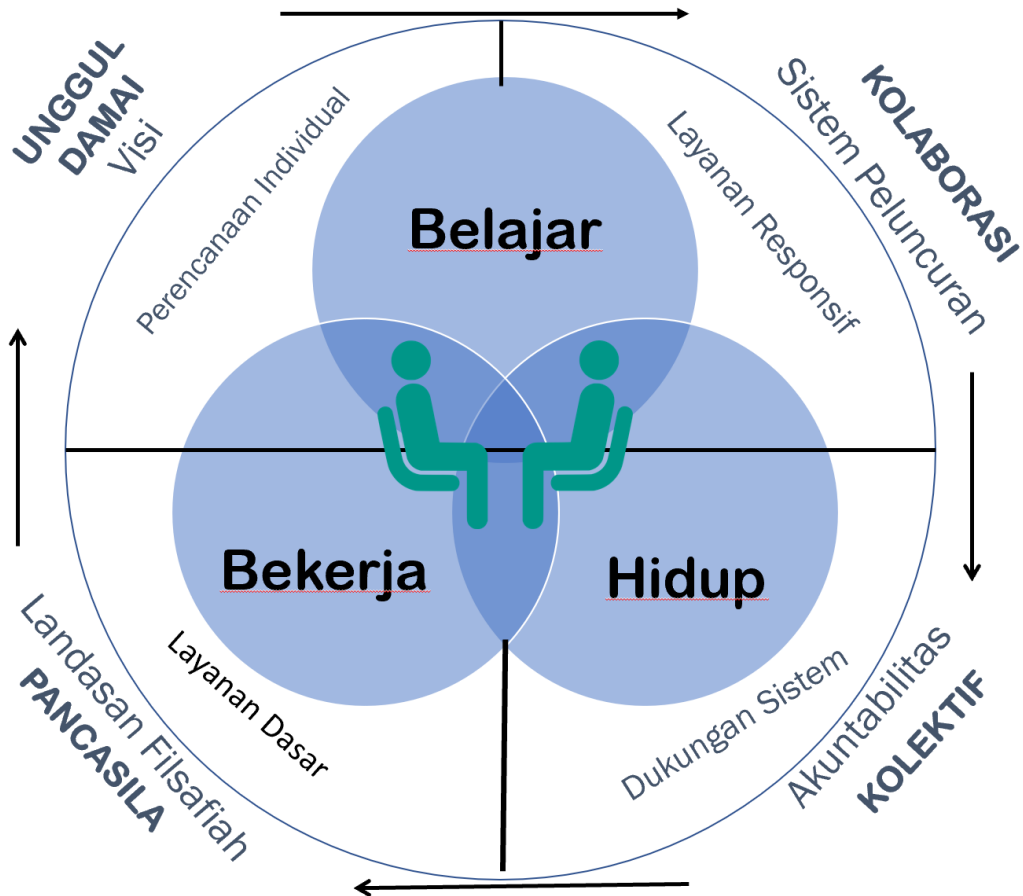 UNGGUL
DAMAI
Visi
Perencanaan Individual
Belajar
Layanan Responsif
Sistem Peluncuran
KOLABORASI
Bekerja
Hidup
Landasan Filsafiah
PANCASILA
Layanan Dasar
Dukungan Sistem
Akuntabilitas
KOLEKTIF